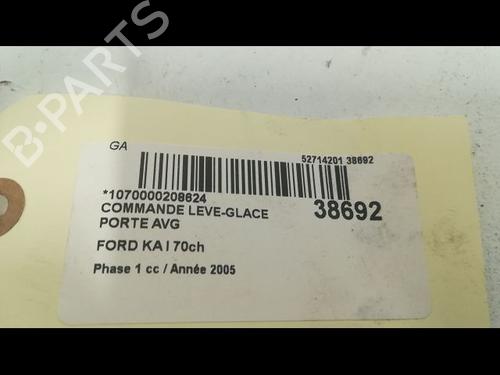 B-PARTS
GA
52714201 38692
*1070000208624
COMMANDE LEVE-GLACE
38692
PORTE AVG
FORD KA I 70ch
Phase 1 cc / Année 2005